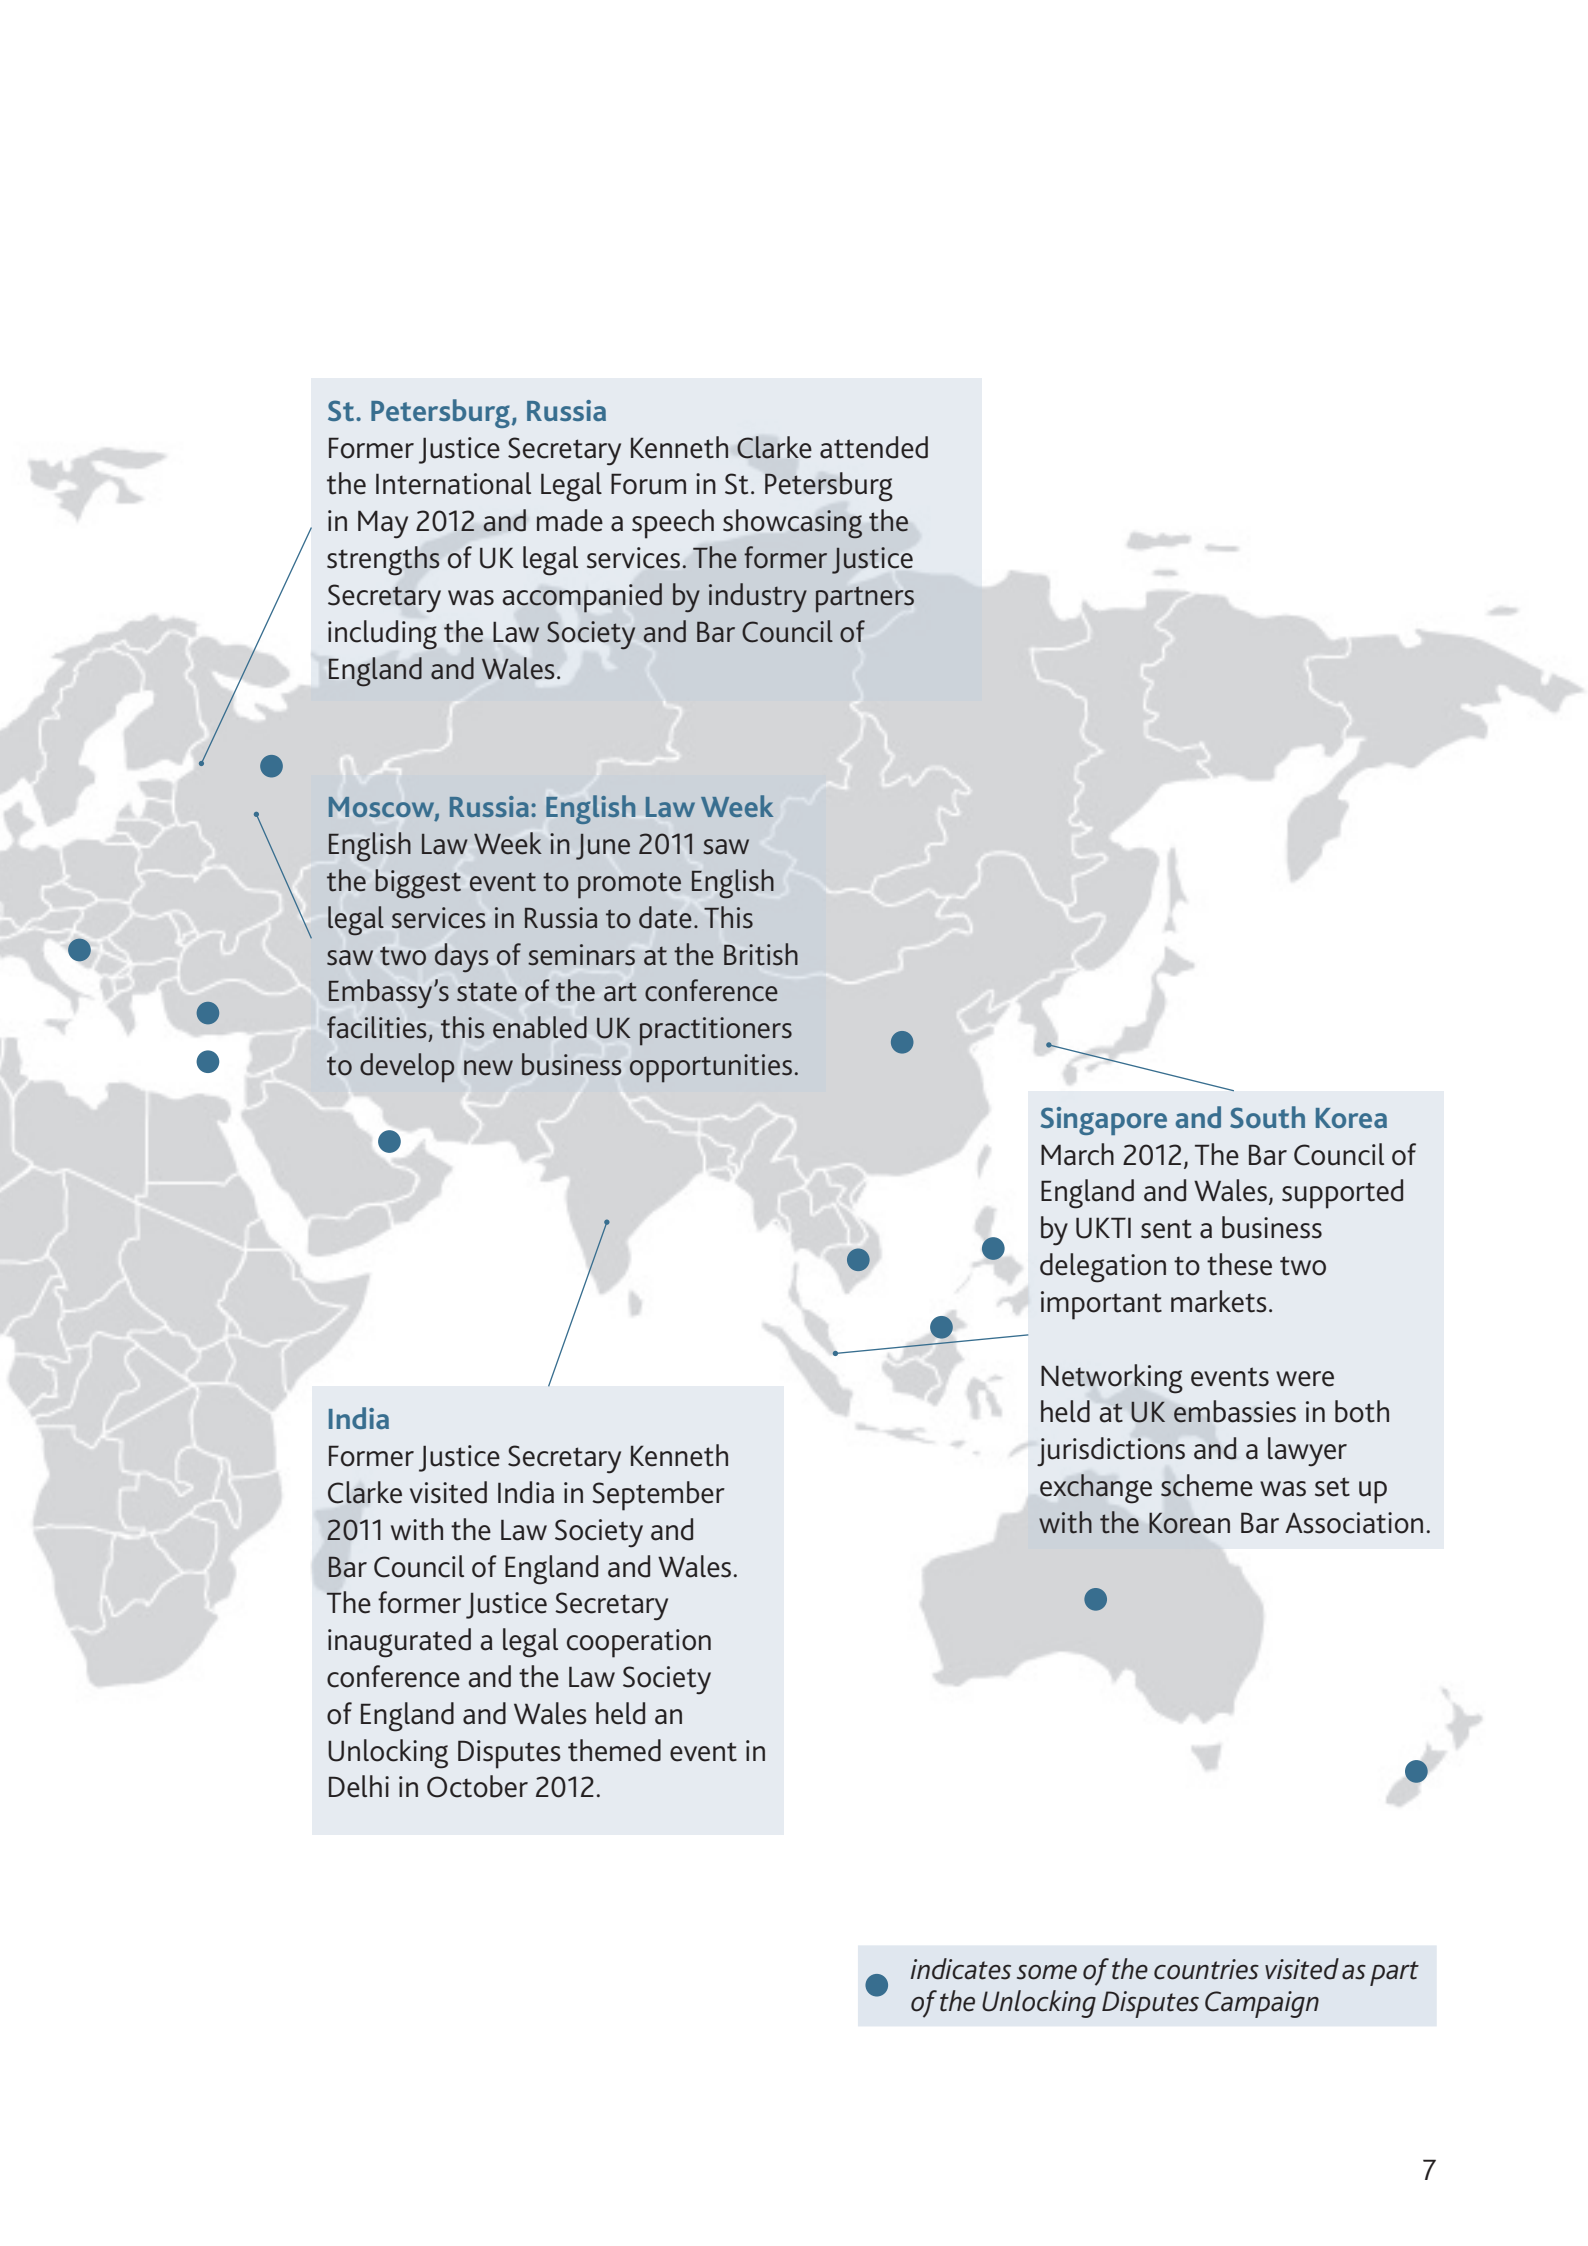 St. Petersburg, Russia
Former Justice Secretary Kenneth Clarke attended
the International Legal Forum in St. Petersburg
in May 2012 and made a speech showcasing the
strengths of UK legal services. The former Justice
Secretary was accompanied by industry partners
including the Law Society and Bar Council of
England and Wales.
Moscow, Russia: English Law Week
English Law Week in June 2011 saw
the biggest event to promote English
legal services in Russia to date. This
saw two days of seminars at the British
Embassy’s state of the art conference
facilities, this enabled UK practitioners
to develop new business opportunities.
Singapore and South Korea
March 2012, The Bar Council of
England and Wales, supported
by UKTI sent a business
delegation to these two
important markets.
Networking events were
held at UK embassies in both
jurisdictions and a lawyer
exchange scheme was set up
with the Korean Bar Association.
India
Former Justice Secretary Kenneth
Clarke visited India in September
2011 with the Law Society and
Bar Council of England and Wales.
The former Justice Secretary
inaugurated a legal cooperation
conference and the Law Society
of England and Wales held an
Unlocking Disputes themed event in
Delhi in October 2012.
indicates some of the countries visited as part
of the Unlocking Disputes Campaign
7